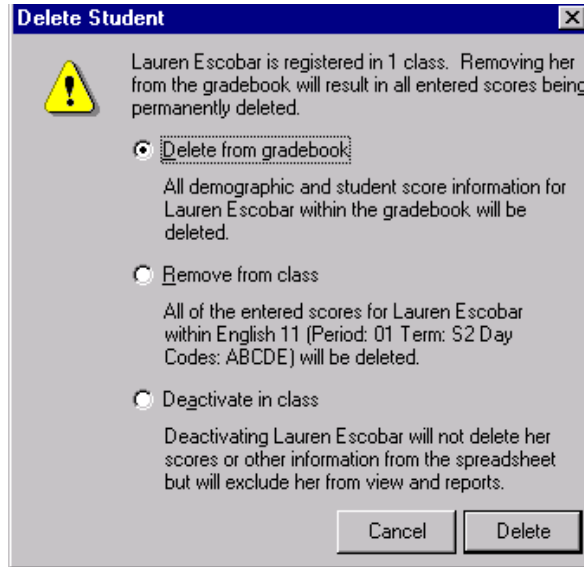 Delete Student
Lauren Escobar is registered in 1 class. Removing her
from the gradebook will result in all entered scores being
permanently deleted.
Delete from gradebook
All demographic and student score information for
Lauren Escobar within the gradebook will be
deleted.
Remove from class
All of the entered scores for Lauren Escobar
within English 11 (Period: 01 Term: S2 Day
Codes: ABCDE) will be deleted.
Deactivate in class
Deactivating Lauren Escobar will not delete her
scores or other information from the spreadsheet
but will exclude her from view and reports.
Cancel
Delete